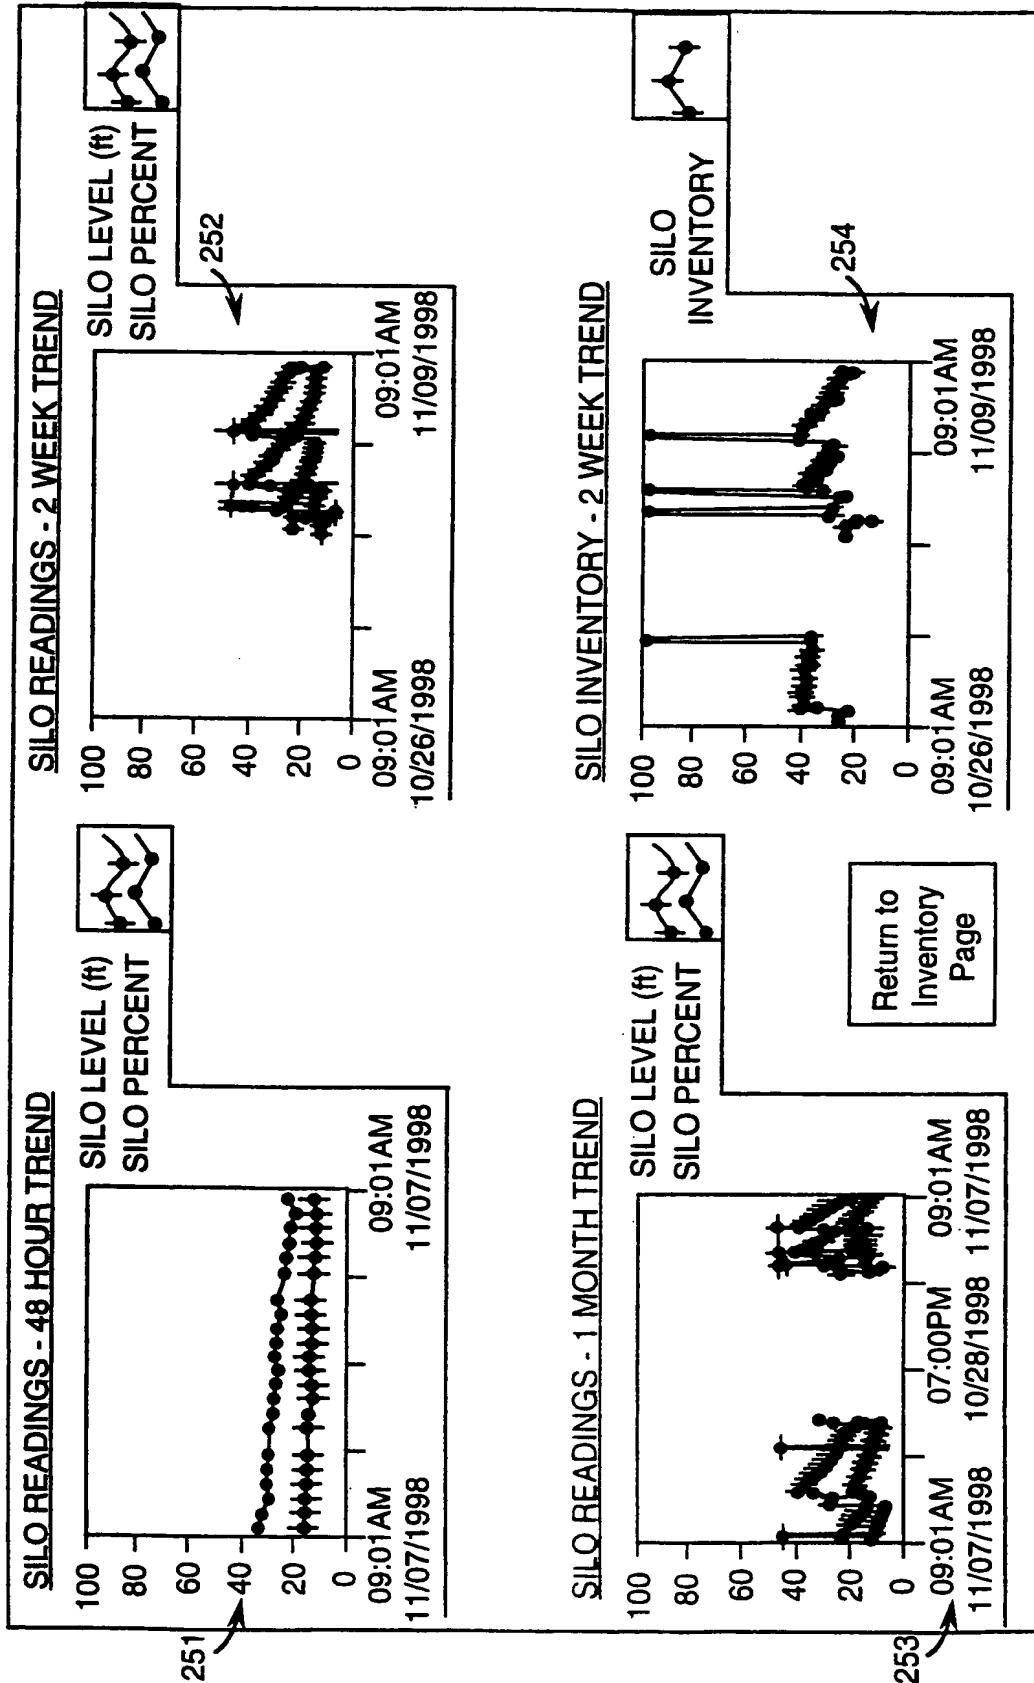 SILO READINGS - 48 HOUR TREND
SILO LEVEL (ft)
SILO PERCENT
100
80
60
40
20
0
09:01AM
11/07/1998
09:01AM
11/07/1998
251
SILO READINGS - 2 WEEK TREND
SILO LEVEL (ft)
SILO PERCENT
252
100
80
60
40
20
0
09:01AM
10/26/1998
09:01AM
11/09/1998
SILO READINGS - 1 MONTH TREND
SILO LEVEL (ft)
SILO PERCENT
100
80
60
40
20
0
09:01AM
11/07/1998
07:00PM
10/28/1998
09:01AM
11/07/1998
253
Return to
Inventory
Page
SILO INVENTORY - 2 WEEK TREND
SILO
INVENTORY
254
100
80
60
40
20
0
09:01AM
10/26/1998
09:01AM
11/09/1998